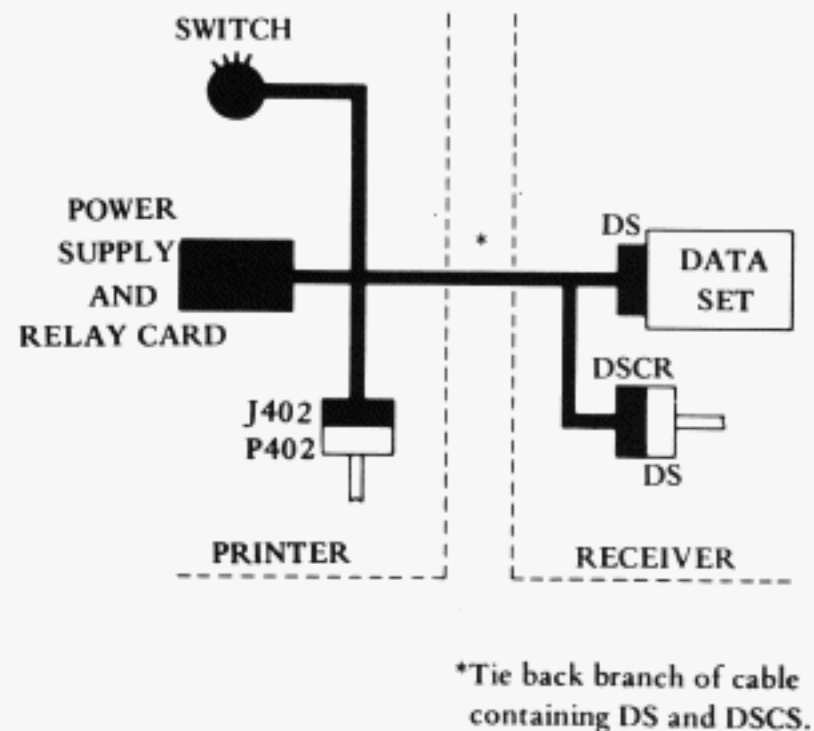 SWITCH
POWER
SUPPLY
AND
RELAY CARD
*
DS
DATA
SET
DSCR
DS
J402
P402
PRINTER
RECEIVER
*Tie back branch of cable
containing DS and DSCS.